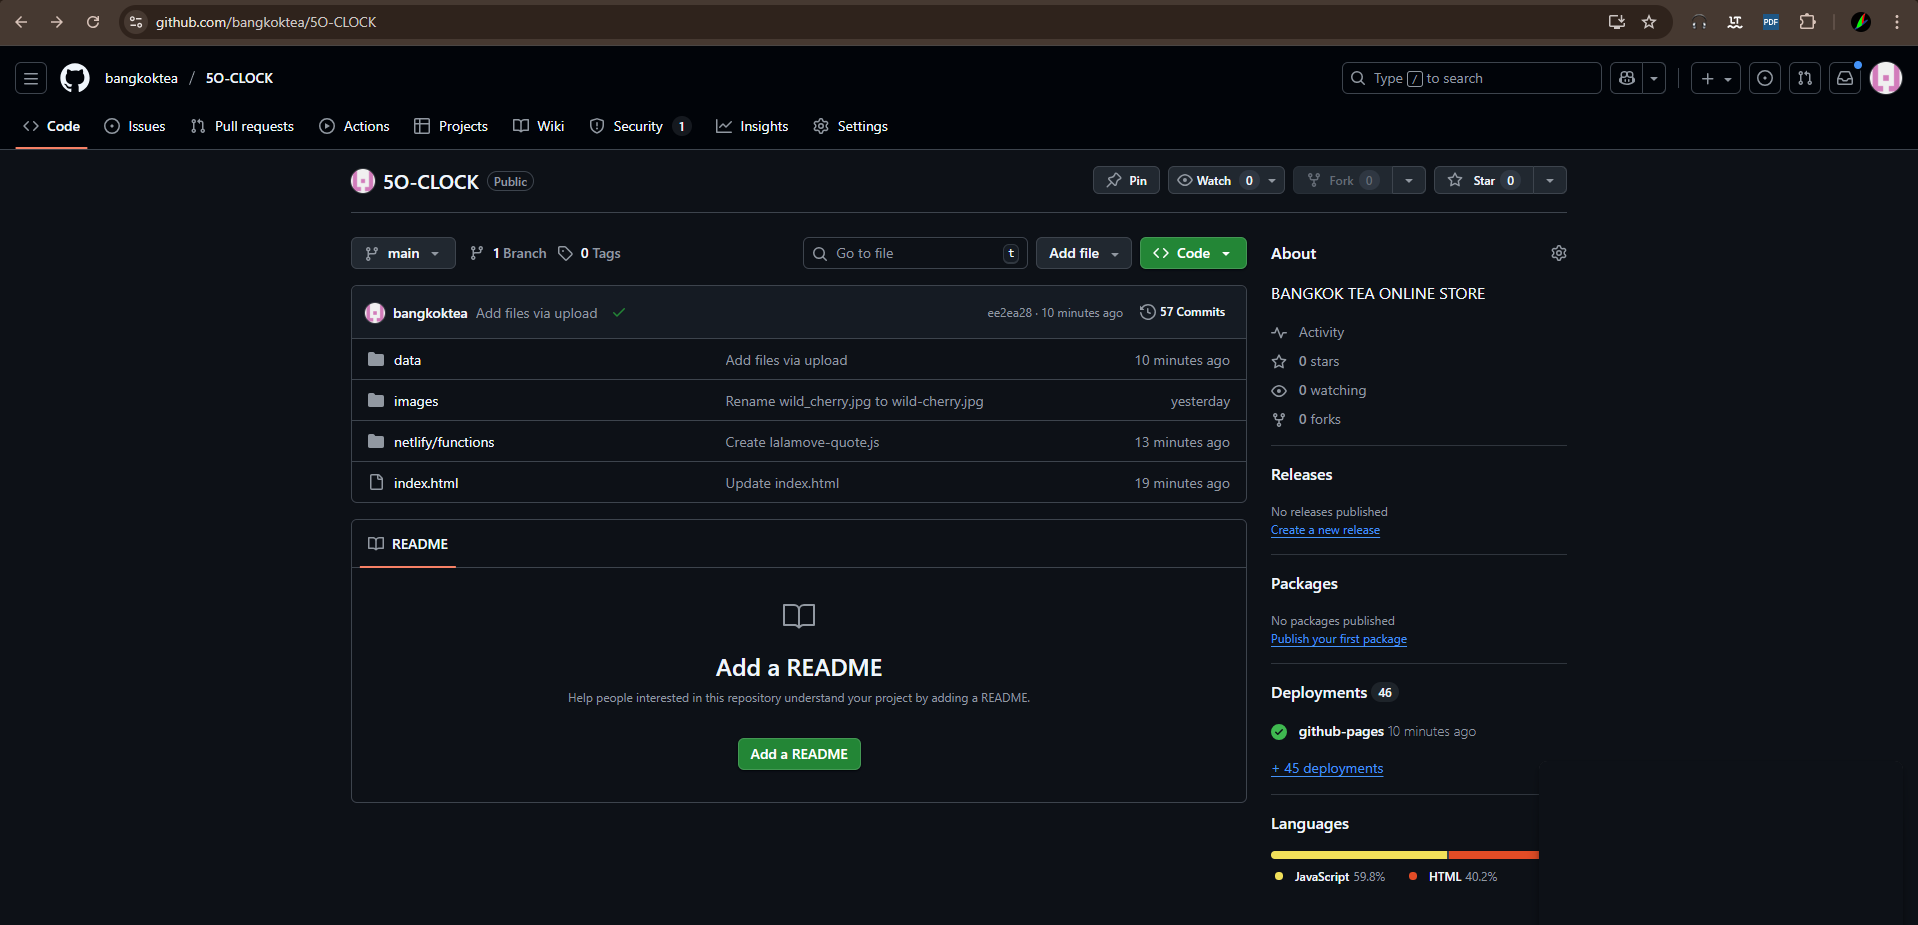 github.com/bangkoktea/5O-CLOCK
PDF
bangkoktea / 5O-CLOCK
Type / to search
Code
Issues
Pull requests
Actions
Projects
Wiki
Security 1
Insights
Settings
5O-CLOCK Public
Pin
Watch 0
Fork 0
Star 0
main
1 Branch
0 Tags
Go to file t
Add file
Code
bangkoktea Add files via upload
ee2ea28 · 10 minutes ago
57 Commits
data Add files via upload 10 minutes ago
images Rename wild_cherry.jpg to wild-cherry.jpg yesterday
netlify/functions Create lalamove-quote.js 13 minutes ago
index.html Update index.html 19 minutes ago
README
Add a README
Help people interested in this repository understand your project by adding a README.
Add a README
About
BANGKOK TEA ONLINE STORE
Activity
0 stars
0 watching
0 forks
Releases
No releases published
Create a new release
Packages
No packages published
Publish your first package
Deployments 46
github-pages 10 minutes ago
+ 45 deployments
Languages
JavaScript 59.8%
HTML 40.2%